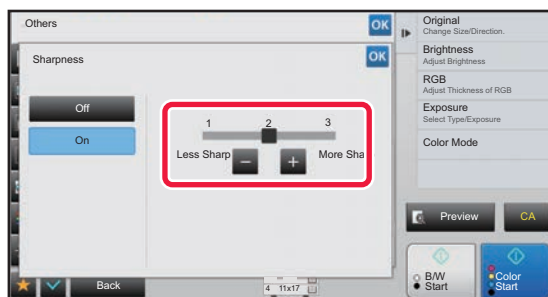 Others
OK
Sharpness
OK
Off
On
1 2 3
Less Sharp
More Sha
Back
4 11x17
Original
Change Size/Direction.
Brightness
Adjust Brightness
RGB
Adjust Thickness of RGB
Exposure
Select Type/Exposure
Color Mode
Preview
CA
B/W
Start
Color
Start